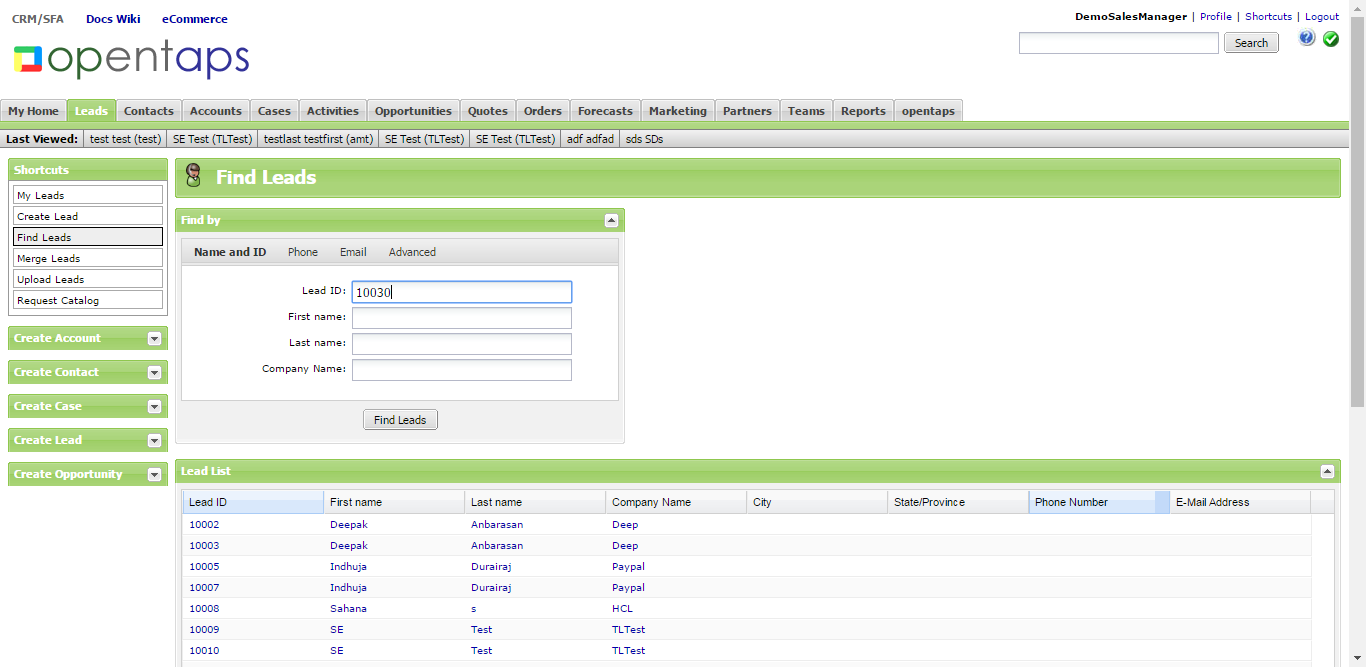 CRM/SFA Docs Wiki eCommerce
DemoSalesManager | Profile | Shortcuts | Logout
opentaps
Search
My Home Leads Contacts Accounts Cases Activities Opportunities Quotes Orders Forecasts Marketing Partners Teams Reports opentaps
Last Viewed: test test (test) SE Test (TLTest) testlast testfirst (amt) SE Test (TLTest) SE Test (TLTest) adf adfad sds SDs
Shortcuts
My Leads
Create Lead
Find Leads
Merge Leads
Upload Leads
Request Catalog
Create Account
Create Contact
Create Case
Create Lead
Create Opportunity
Find Leads
Find by
Name and ID Phone Email Advanced
Lead ID: 10030
First name:
Last name:
Company Name:
Find Leads
Lead List
Lead ID First name Last name Company Name City State/Province Phone Number E-Mail Address
10002 Deepak Anbarasan Deep
10003 Deepak Anbarasan Deep
10005 Indhuja Durairaj Paypal
10007 Indhuja Durairaj Paypal
10008 Sahana s HCL
10009 SE Test TLTest
10010 SE Test TLTest